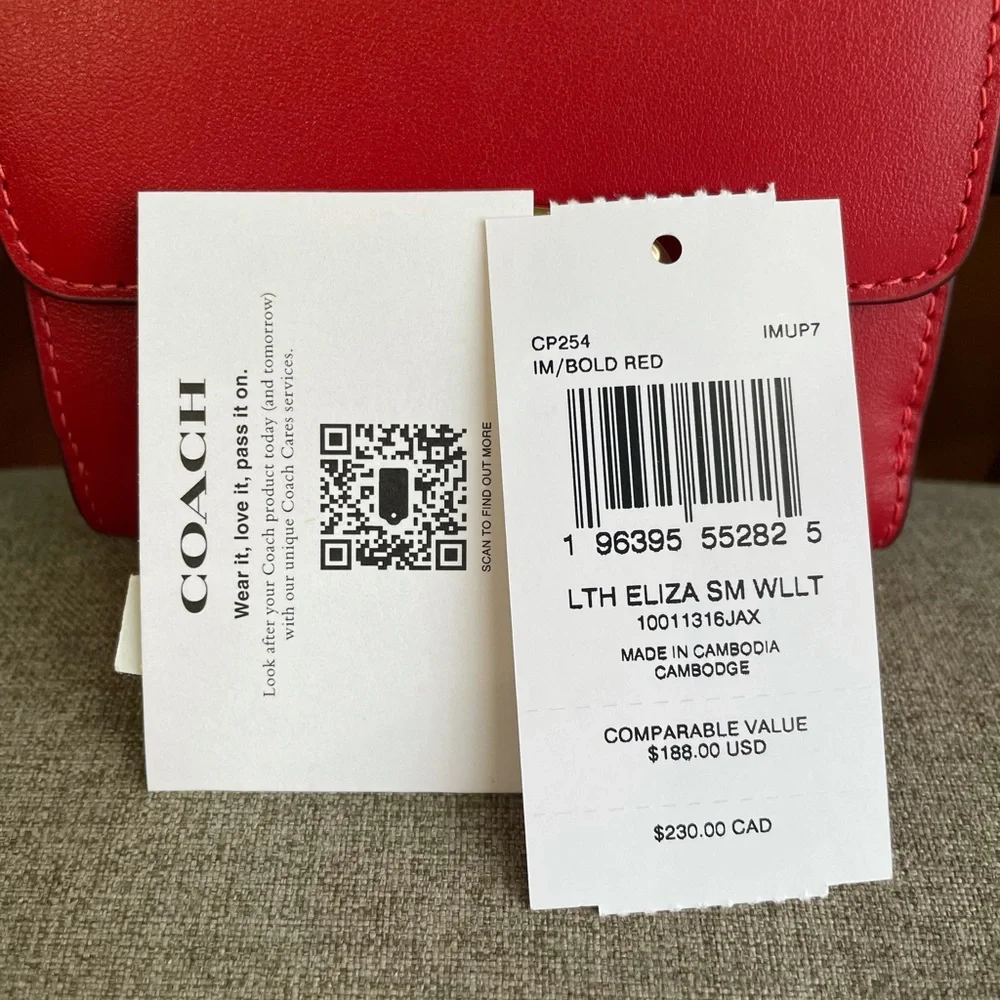 COACH
Wear it, love it, pass it on.
Look after your Coach product today (and tomorrow)
with our unique Coach Cares services.
SCAN TO FIND OUT MORE
CP254 IMUP7
IM/BOLD RED
1 96395 55282 5
LTH ELIZA SM WLLT
10011316JAX
MADE IN CAMBODIA
CAMBODGE
COMPARABLE VALUE
$188.00 USD
$230.00 CAD